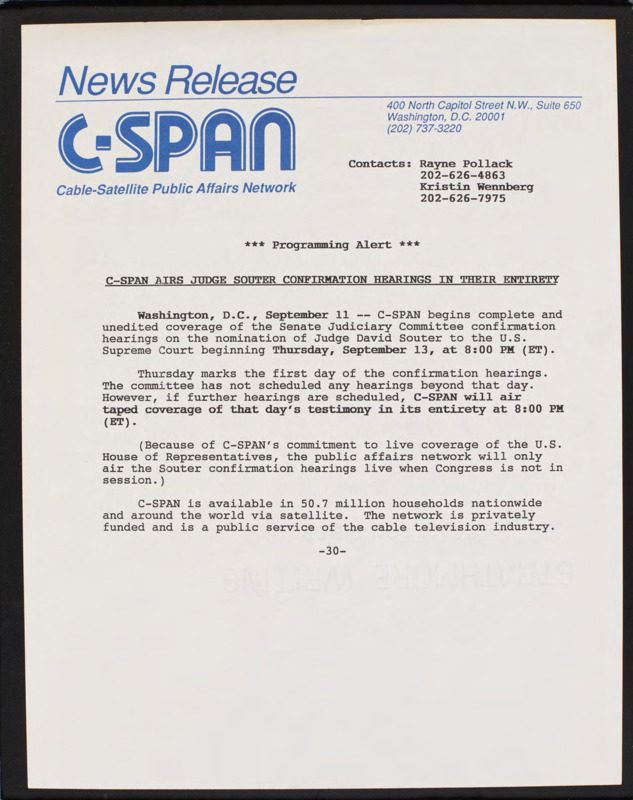 News Release
C-SPAN
Cable-Satellite Public Affairs Network
400 North Capitol Street N.W., Suite 650
Washington, D.C. 20001
(202) 737-3220
Contacts: Rayne Pollack
202-626-4863
Kristin Wennberg
202-626-7975
*** Programming Alert ***
C-SPAN AIRS JUDGE SOUTER CONFIRMATION HEARINGS IN THEIR ENTIRETY
Washington, D.C., September 11 -- C-SPAN begins complete and
unedited coverage of the Senate Judiciary Committee confirmation
hearings on the nomination of Judge David Souter to the U.S.
Supreme Court beginning Thursday, September 13, at 8:00 PM (ET).
Thursday marks the first day of the confirmation hearings.
The committee has not scheduled any hearings beyond that day.
However, if further hearings are scheduled, C-SPAN will air
taped coverage of that day's testimony in its entirety at 8:00 PM
(ET).
(Because of C-SPAN's commitment to live coverage of the U.S.
House of Representatives, the public affairs network will only
air the Souter confirmation hearings live when Congress is not in
session.)
C-SPAN is available in 50.7 million households nationwide
and around the world via satellite. The network is privately
funded and is a public service of the cable television industry.
-30-